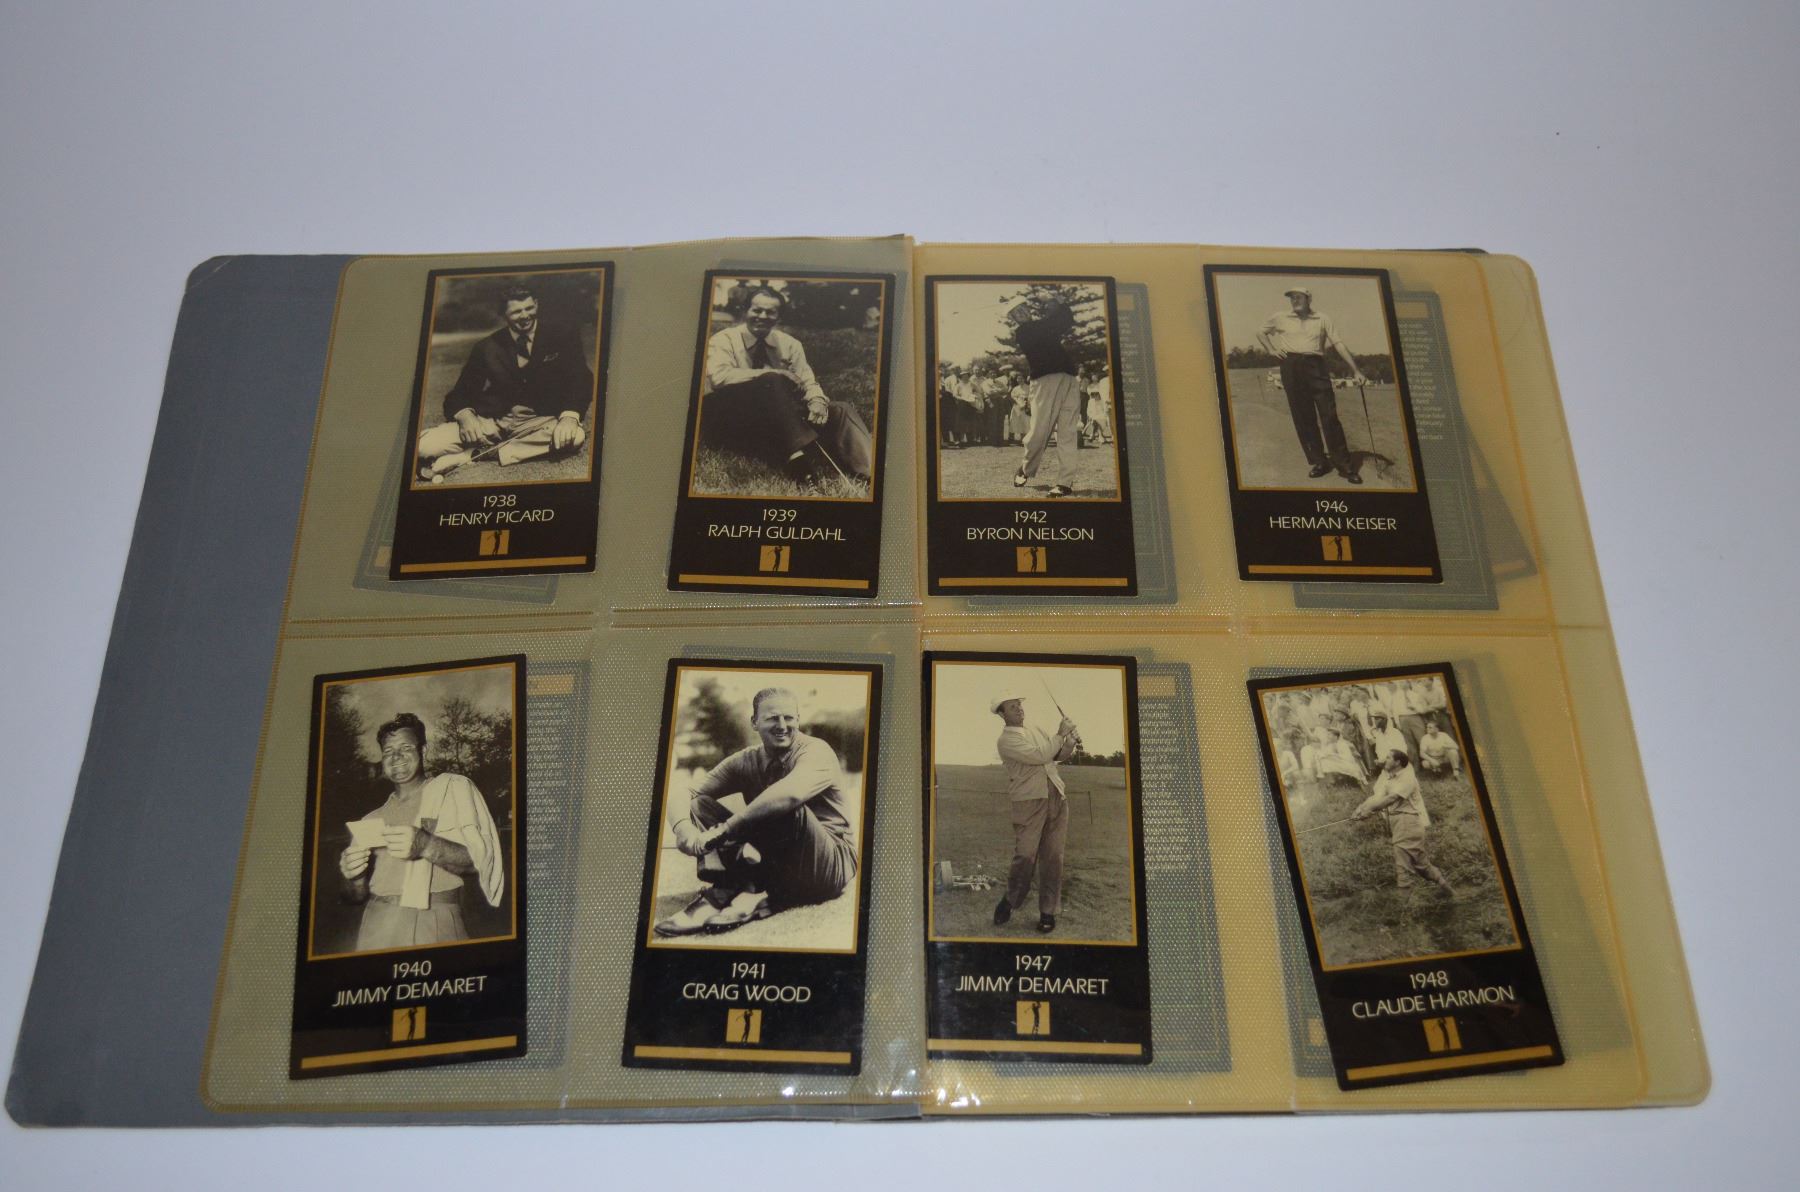 1938
HENRY PICARD
1939
RALPH GULDAHL
1942
BYRON NELSON
1946
HERMAN KEISER
1940
JIMMY DEMARET
1941
CRAIG WOOD
1947
JIMMY DEMARET
1948
CLAUDE HARMON